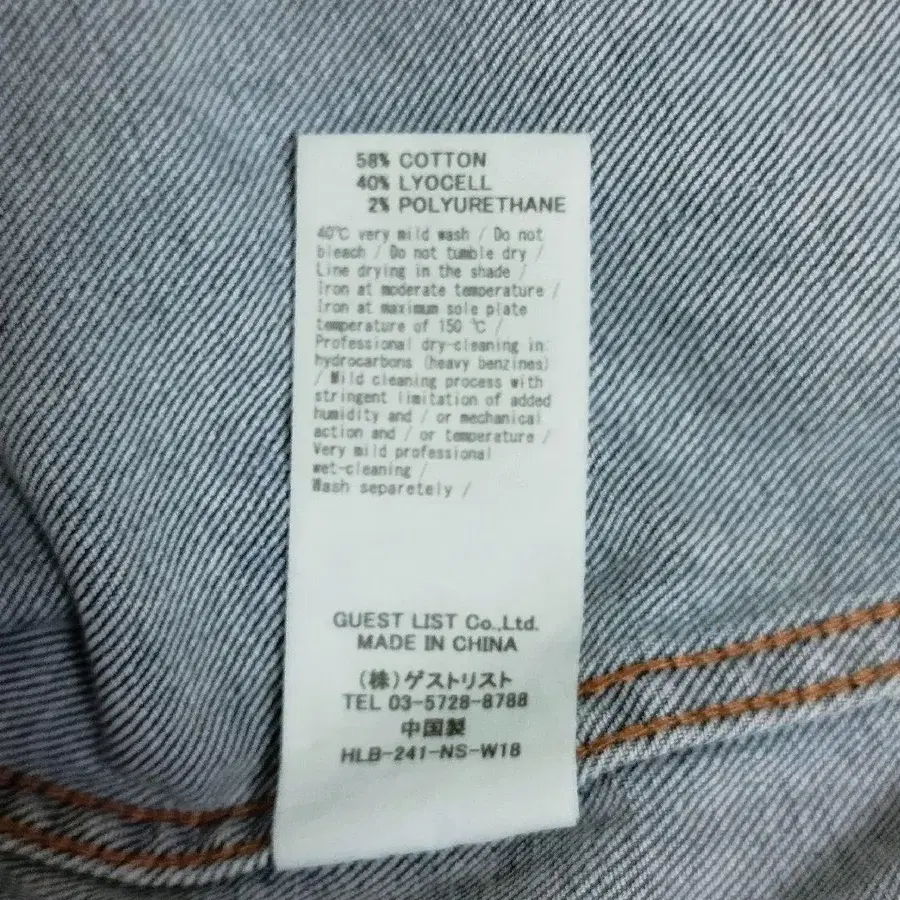 58% COTTON
40% LYOCELL
2% POLYURETHANE
40℃ very mild wash / Do not
bleach / Do not tumble dry /
Line drying in the shade /
Iron at moderate temperature /
Iron at maximum sole plate
temperature of 150 ℃ /
Professional dry-cleaning in
hydrocarbons (heavy benzines)
/ Mild cleaning process with
stringent limitation of added
humidity and / or mechanical
action and / or temperature /
Very mild professional
wet-cleaning /
Wash separetely /
GUEST LIST Co.,Ltd.
MADE IN CHINA
(株)ゲストリスト
TEL 03-5728-8788
中国製
HLB-241-NS-W18